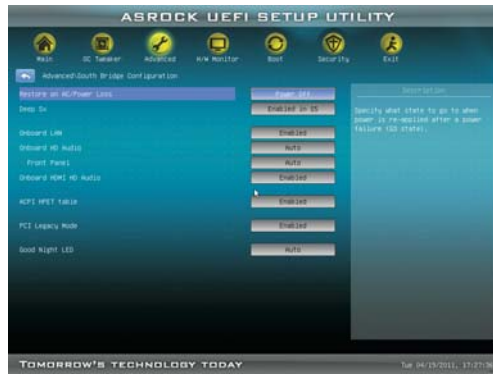 ASROCK UEFI SETUP UTILITY
Main OC Tweaker Advanced H/W Monitor Boot Security Exit
Advanced\South Bridge Configuration
Restore on AC/Power Loss Power Off
Deep Sx Enabled in S5
Onboard LAN Enabled
Onboard HD Audio Auto
Front Panel Auto
Onboard HDMI HD Audio Enabled
ACPI HPET table Enabled
PCI Legacy Mode Enabled
Good Night LED Auto
Description
Specify what state to go to when
power is re-applied after a power
failure (G3 state).
TOMORROW'S TECHNOLOGY TODAY